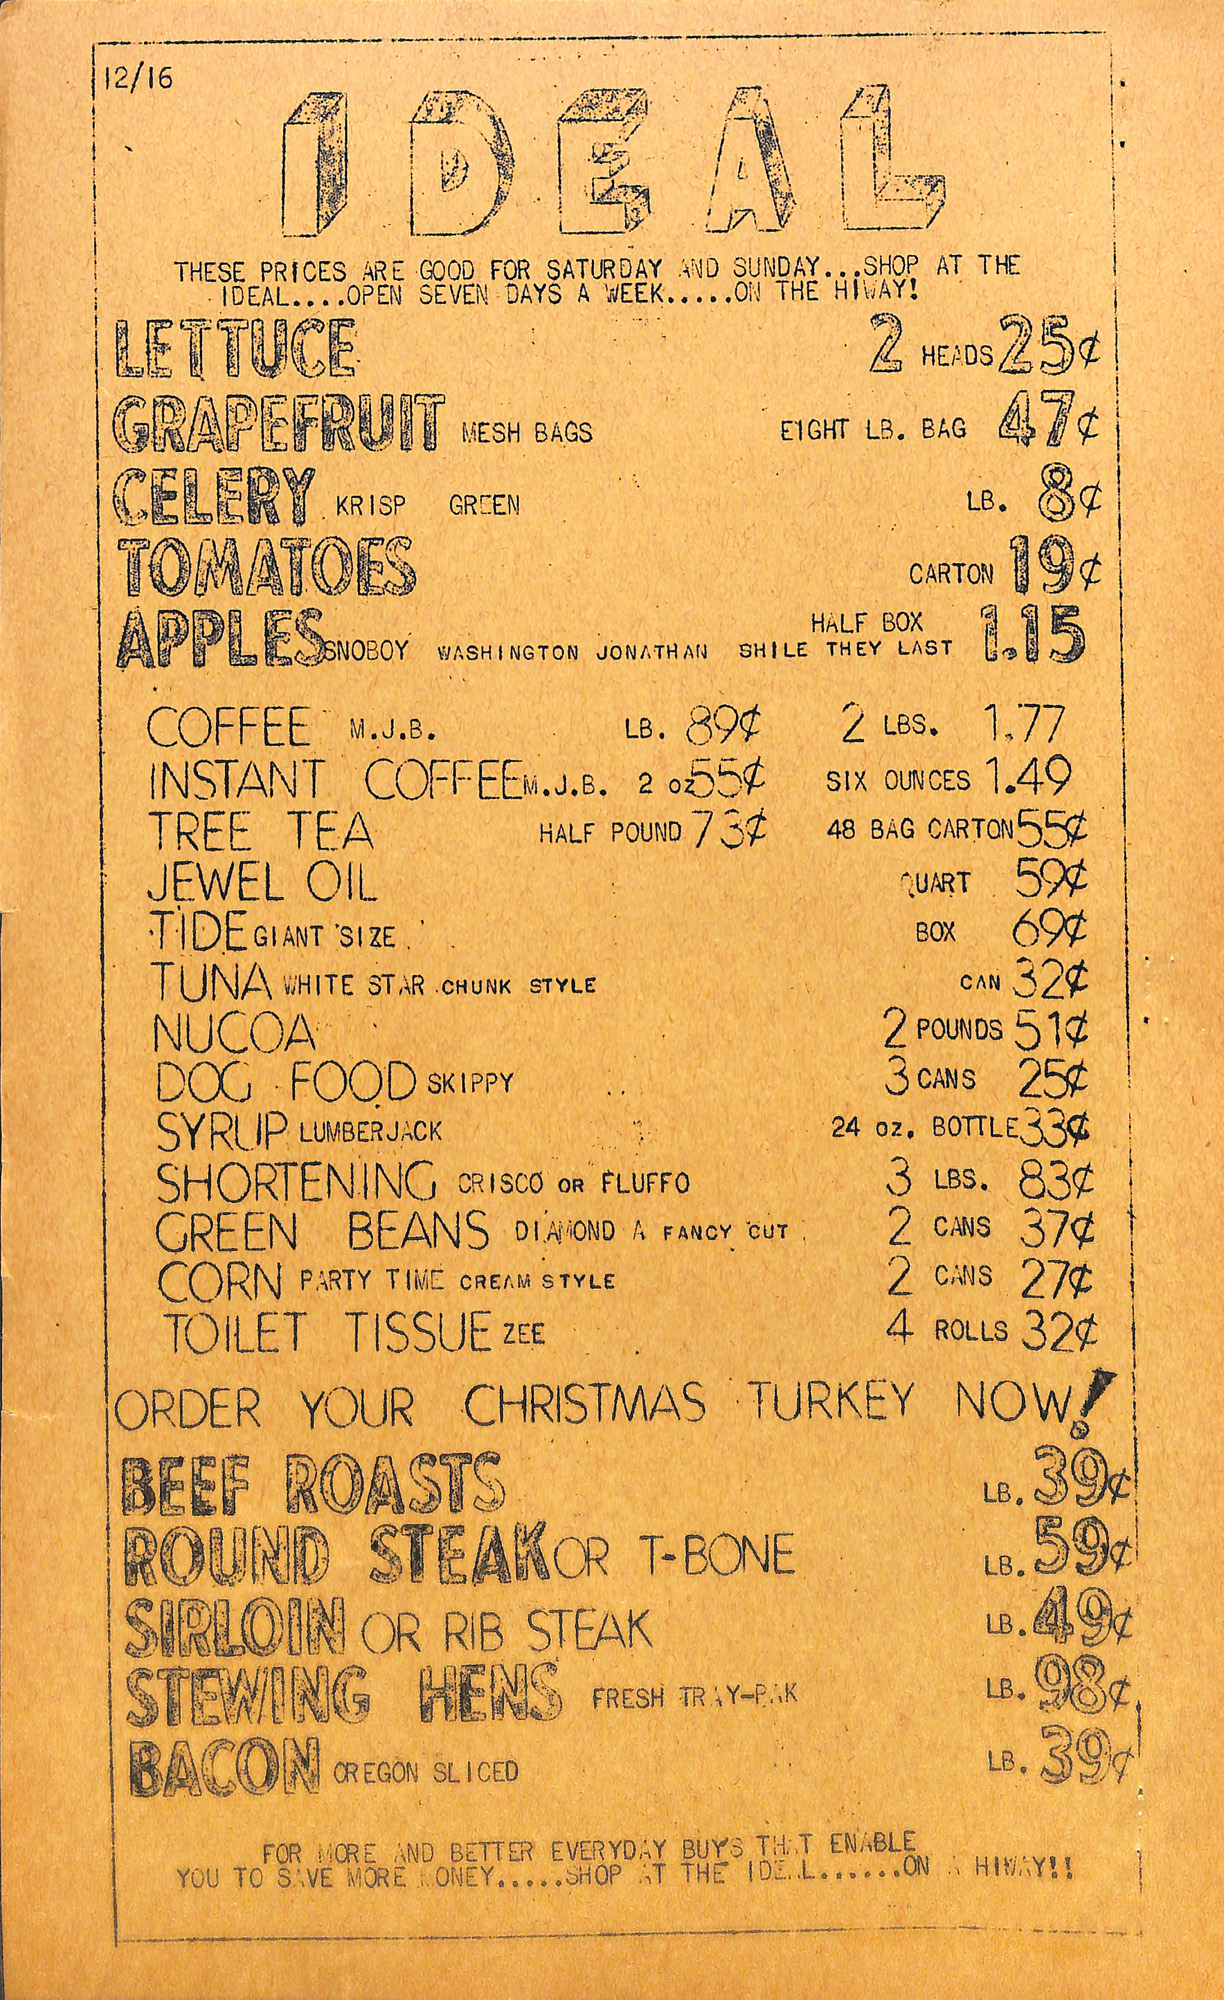 12/16
IDEAL
THESE PRICES ARE GOOD FOR SATURDAY AND SUNDAY...SHOP AT THE
IDEAL....OPEN SEVEN DAYS A WEEK.....ON THE HIWAY!
LETTUCE 2 HEADS 25¢
GRAPEFRUIT MESH BAGS EIGHT LB. BAG 47¢
CELERY KRISP GREEN LB. 8¢
TOMATOES CARTON 19¢
APPLES SNOBOY WASHINGTON JONATHAN HALF BOX SHILE THEY LAST 1.15
COFFEE M.J.B. LB. 89¢ 2 LBS. 1.77
INSTANT COFFEE M.J.B. 2 oz 55¢ SIX OUNCES 1.49
TREE TEA HALF POUND 73¢ 48 BAG CARTON 55¢
JEWEL OIL QUART 59¢
TIDE GIANT SIZE BOX 69¢
TUNA WHITE STAR CHUNK STYLE CAN 32¢
NUCOA 2 POUNDS 51¢
DOG FOOD SKIPPY 3 CANS 25¢
SYRUP LUMBERJACK 24 oz. BOTTLE 33¢
SHORTENING CRISCO OR FLUFFO 3 LBS. 83¢
GREEN BEANS DIAMOND A FANCY CUT 2 CANS 37¢
CORN PARTY TIME CREAM STYLE 2 CANS 27¢
TOILET TISSUE ZEE 4 ROLLS 32¢
ORDER YOUR CHRISTMAS TURKEY NOW!
BEEF ROASTS LB. 39¢
ROUND STEAK OR T-BONE LB. 59¢
SIRLOIN OR RIB STEAK LB. 49¢
STEWING HENS FRESH TRAY-PAK LB. 98¢
BACON OREGON SLICED LB. 39¢
FOR MORE AND BETTER EVERYDAY BUYS THAT ENABLE
YOU TO SAVE MORE MONEY.....SHOP AT THE IDEAL.......ON A HIWAY!!